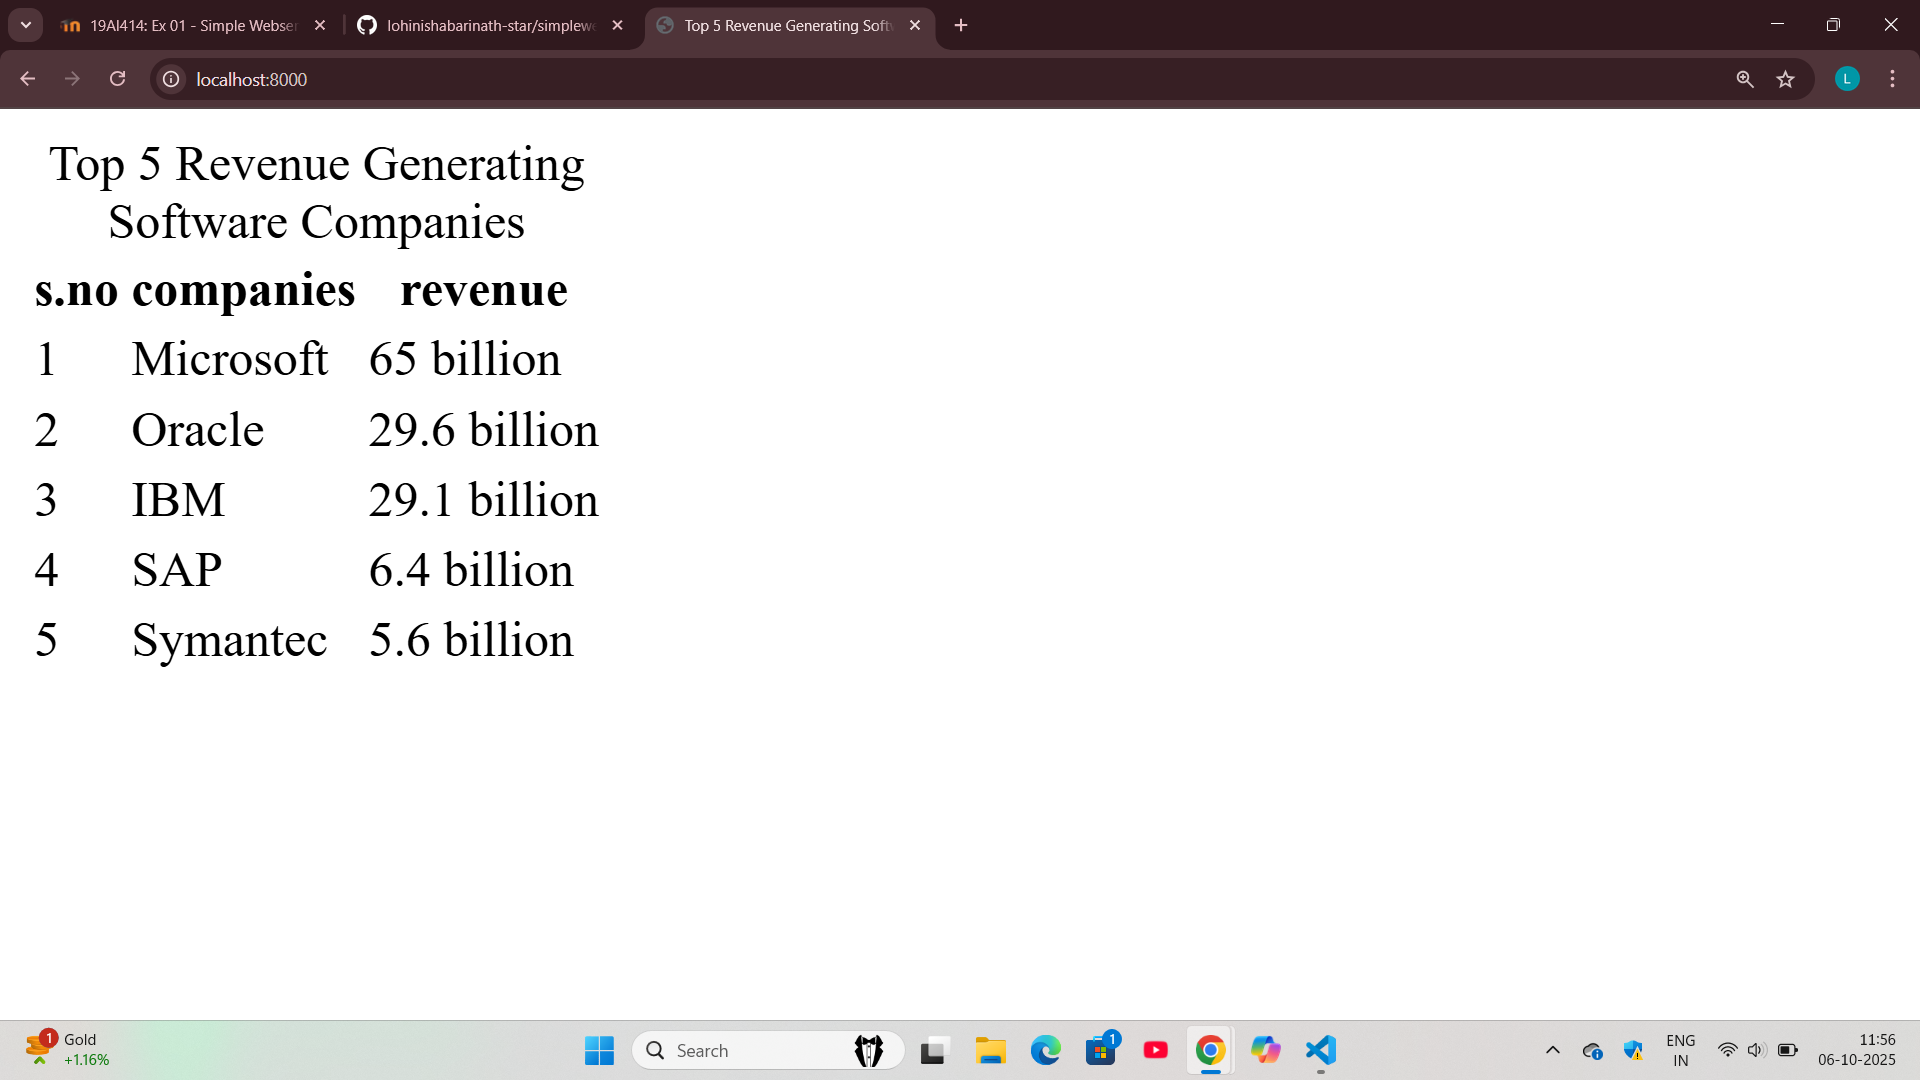 19AI414: Ex 01 - Simple Webser
lohinishabarinath-star/simplewe
Top 5 Revenue Generating Softw
localhost:8000
L
Top 5 Revenue Generating
Software Companies
s.no companies revenue
1 Microsoft 65 billion
2 Oracle 29.6 billion
3 IBM 29.1 billion
4 SAP 6.4 billion
5 Symantec 5.6 billion
1
Gold
+1.16%
Search
1
ENG
IN
11:56
06-10-2025